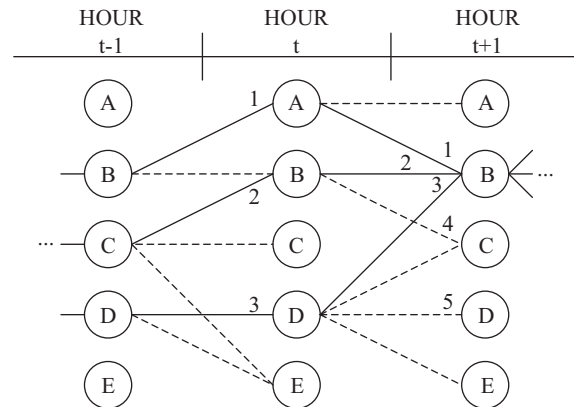 HOUR HOUR HOUR
t-1 t t+1
A 1 A A
1
B B 2 B ...
2 3
... C C 4 C
D 3 D 5 D
E E E